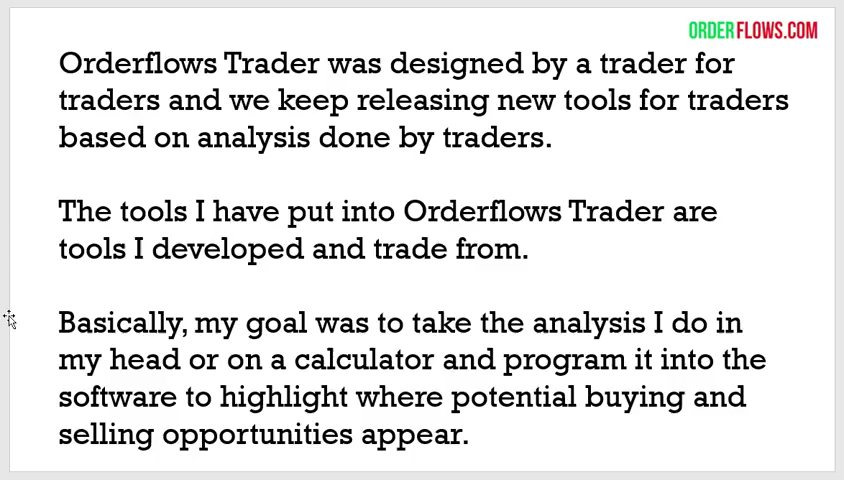 ORDERFLOWS.COM
Orderflows Trader was designed by a trader for
traders and we keep releasing new tools for traders
based on analysis done by traders.
The tools I have put into Orderflows Trader are
tools I developed and trade from.
Basically, my goal was to take the analysis I do in
my head or on a calculator and program it into the
software to highlight where potential buying and
selling opportunities appear.